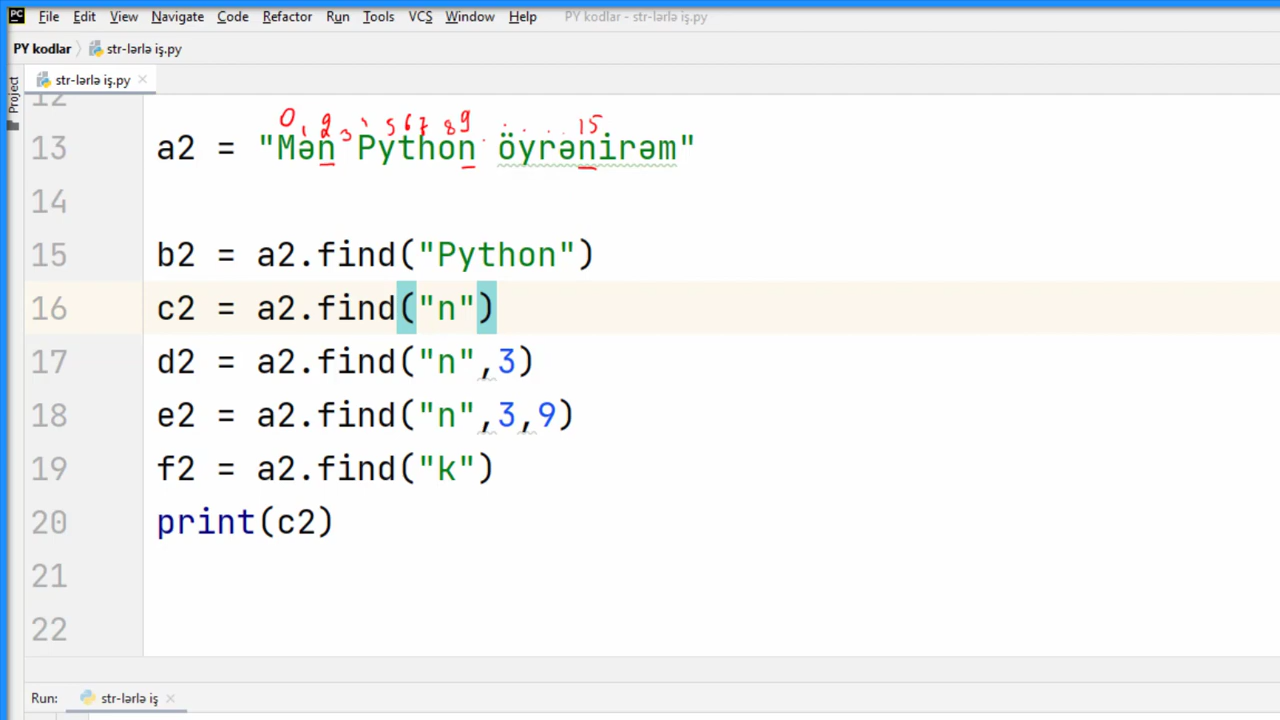 File Edit View Navigate Code Refactor Run Tools VCS Window Help PY kodlar - str-lərlə iş.py
PY kodlar str-lərlə iş.py
str-lərlə iş.py
Project
12
0 1 2 3 5 6 7 8 9 15
13 a2 = "Mən Python öyrənirəm"
14
15 b2 = a2.find("Python")
16 c2 = a2.find("n")
17 d2 = a2.find("n",3)
18 e2 = a2.find("n",3,9)
19 f2 = a2.find("k")
20 print(c2)
21
22
Run: str-lərlə iş